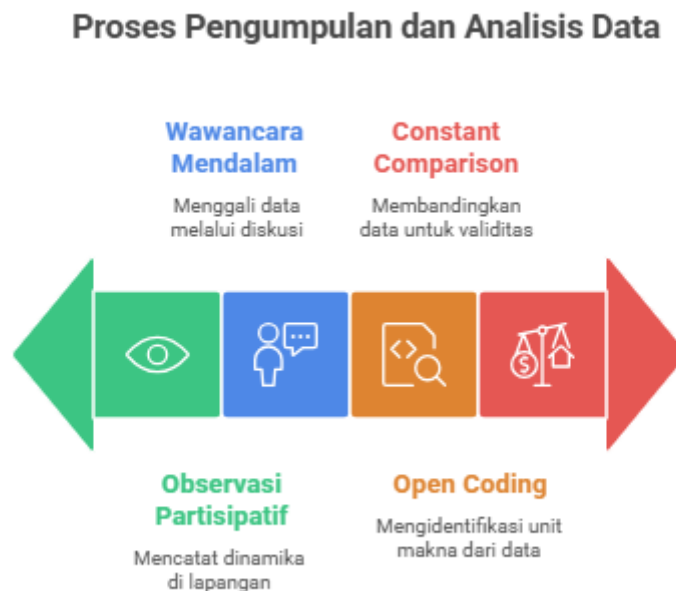 Proses Pengumpulan dan Analisis Data
Wawancara
Mendalam
Menggali data
melalui diskusi
Constant
Comparison
Membandingkan
data untuk validitas
$
Observasi
Partisipatif
Mencatat dinamika
di lapangan
Open Coding
Mengidentifikasi unit
makna dari data